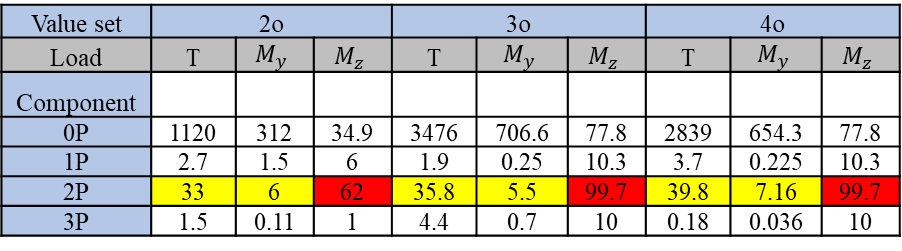 Value set 2o 3o 4o
Load T M_y M_z T M_y M_z T M_y M_z
Component
0P 1120 312 34.9 3476 706.6 77.8 2839 654.3 77.8
1P 2.7 1.5 6 1.9 0.25 10.3 3.7 0.225 10.3
2P 33 6 62 35.8 5.5 99.7 39.8 7.16 99.7
3P 1.5 0.11 1 4.4 0.7 10 0.18 0.036 10